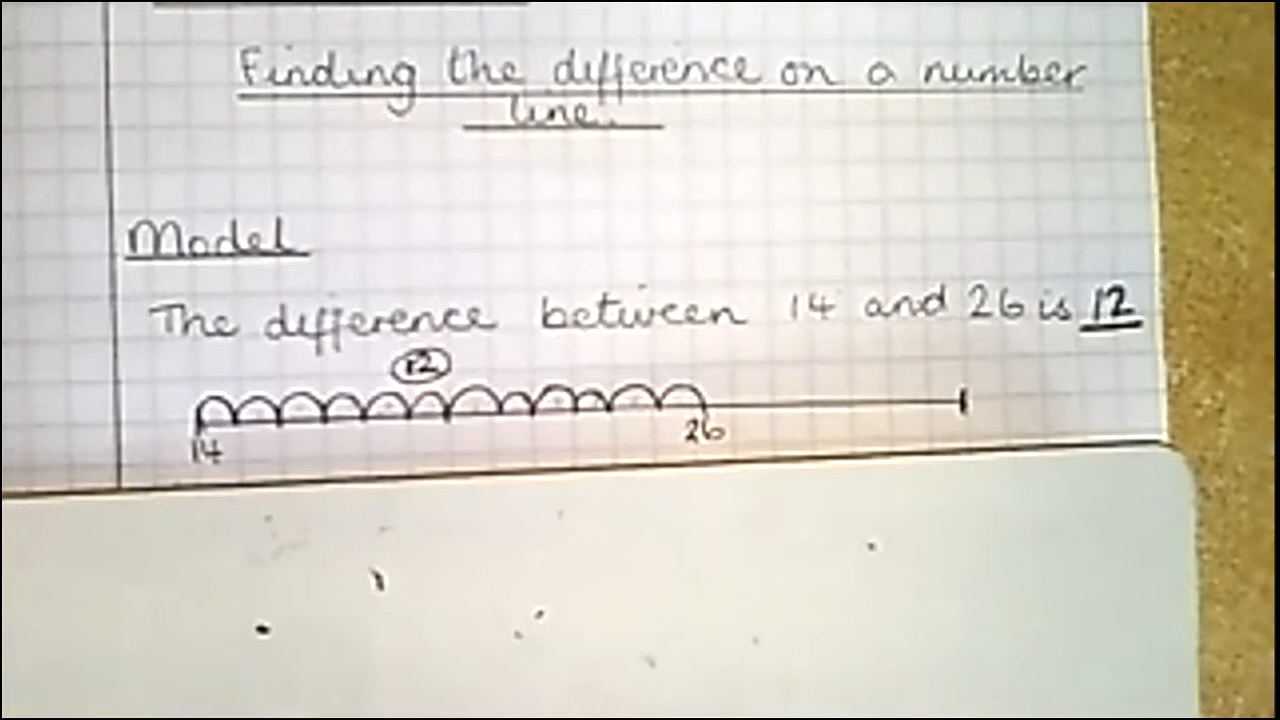 Finding the difference on a number
line.
Model
The difference between 14 and 26 is 12
12
14 26